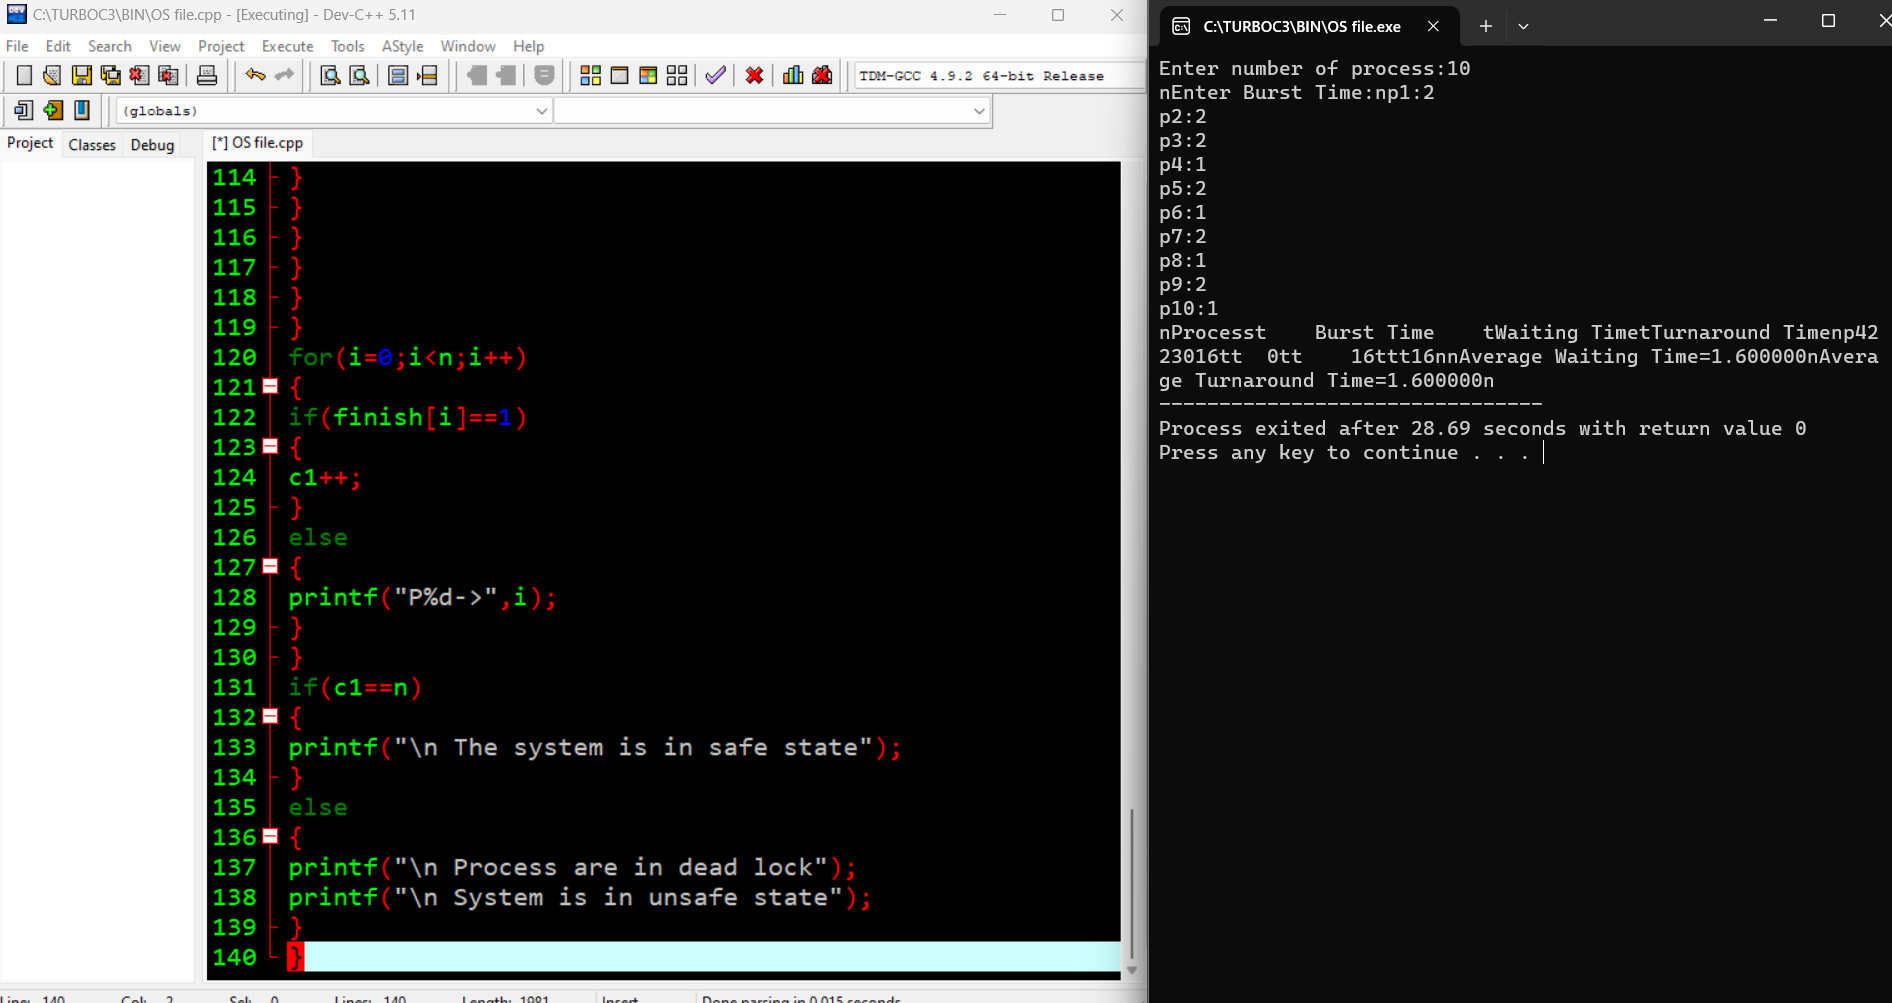 C:\TURBOC3\BIN\OS file.cpp - [Executing] - Dev-C++ 5.11
File Edit Search View Project Execute Tools AStyle Window Help
TDM-GCC 4.9.2 64-bit Release
(globals)
Project Classes Debug
[*] OS file.cpp
114 }
115 }
116 }
117 }
118 }
119 }
120 for(i=0;i<n;i++)
121 {
122 if(finish[i]==1)
123 {
124 c1++;
125 }
126 else
127 {
128 printf("P%d->",i);
129 }
130 }
131 if(c1==n)
132 {
133 printf("\n The system is in safe state");
134 }
135 else
136 {
137 printf("\n Process are in dead lock");
138 printf("\n System is in unsafe state");
139 }
140 }
Line: 140 Col: 2 Sel: 0 Lines: 140 Length: 1981 Insert Done parsing in 0.015 seconds
C:\TURBOC3\BIN\OS file.exe
Enter number of process:10
nEnter Burst Time:np1:2
p2:2
p3:2
p4:1
p5:2
p6:1
p7:2
p8:1
p9:2
p10:1
nProcesst    Burst Time    tWaiting TimetTurnaround Timenp42
23016tt  0tt    16ttt16nnAverage Waiting Time=1.600000nAvera
ge Turnaround Time=1.600000n
--------------------------------
Process exited after 28.69 seconds with return value 0
Press any key to continue . . .